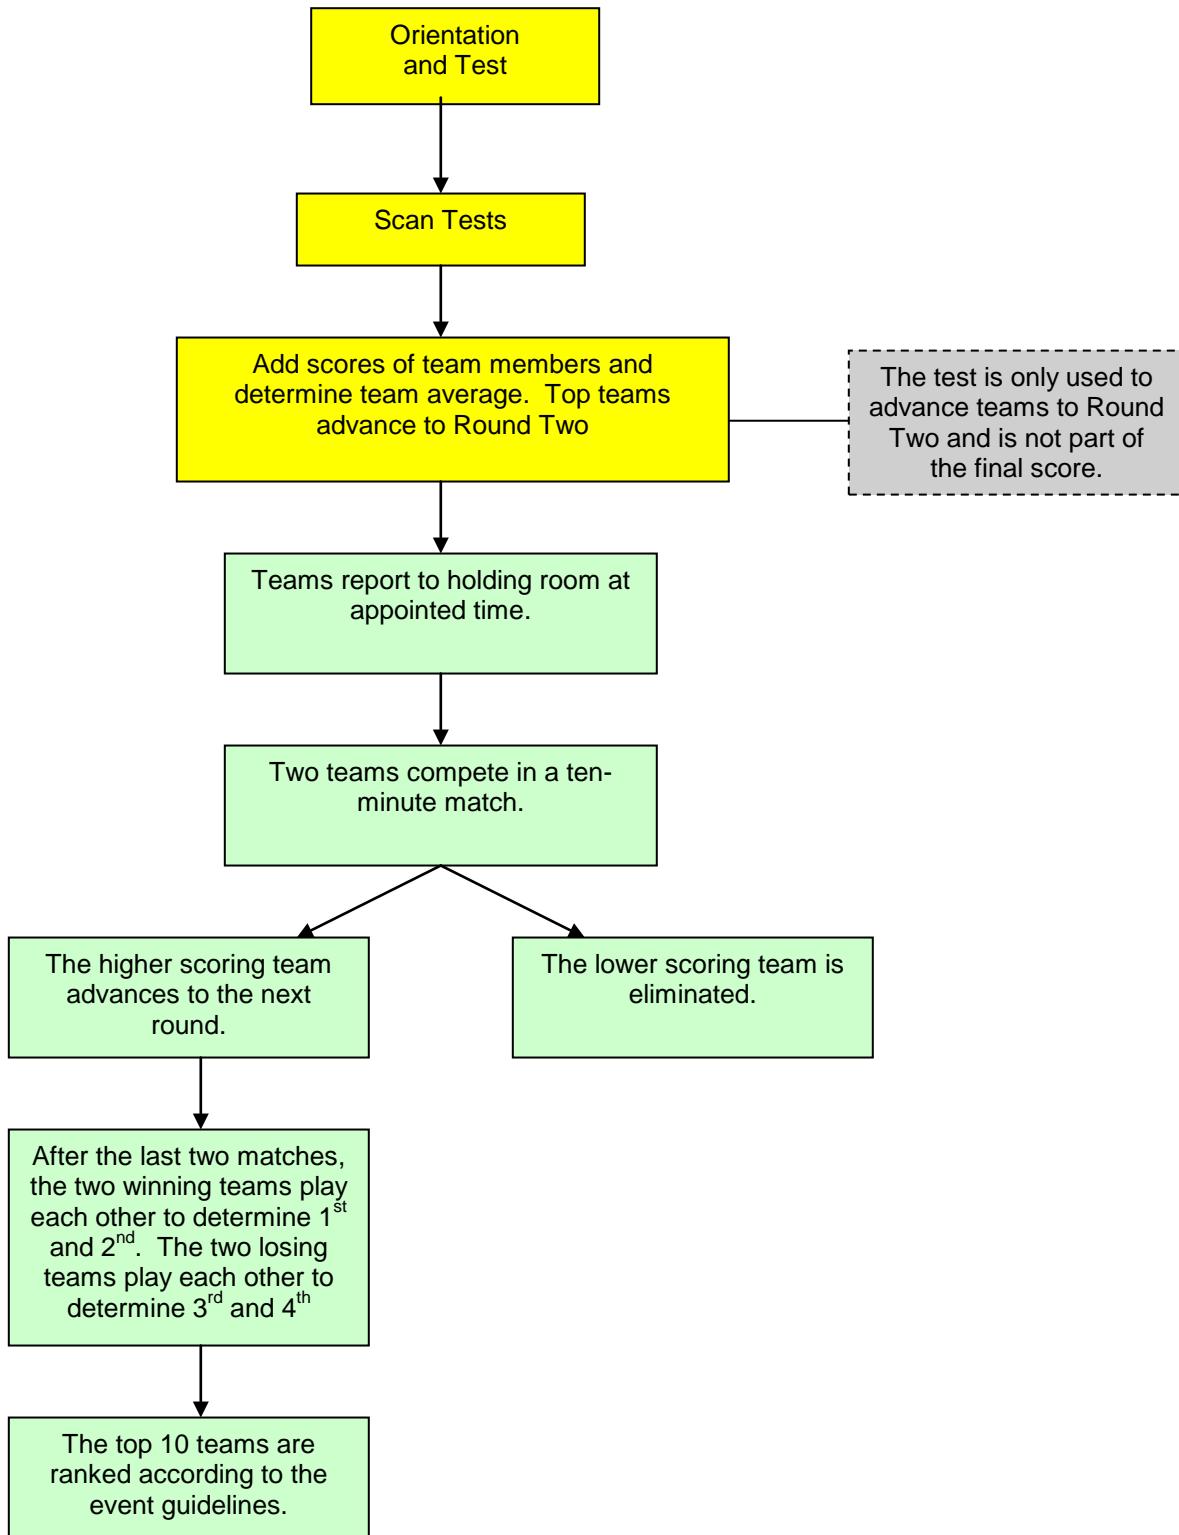 Orientation
and Test
Scan Tests
Add scores of team members and
determine team average.  Top teams
advance to Round Two
The test is only used to
advance teams to Round
Two and is not part of
the final score.
Teams report to holding room at
appointed time.
Two teams compete in a ten-
minute match.
The higher scoring team
advances to the next
round.
The lower scoring team is
eliminated.
After the last two matches,
the two winning teams play
each other to determine 1st
and 2nd.  The two losing
teams play each other to
determine 3rd and 4th
The top 10 teams are
ranked according to the
event guidelines.